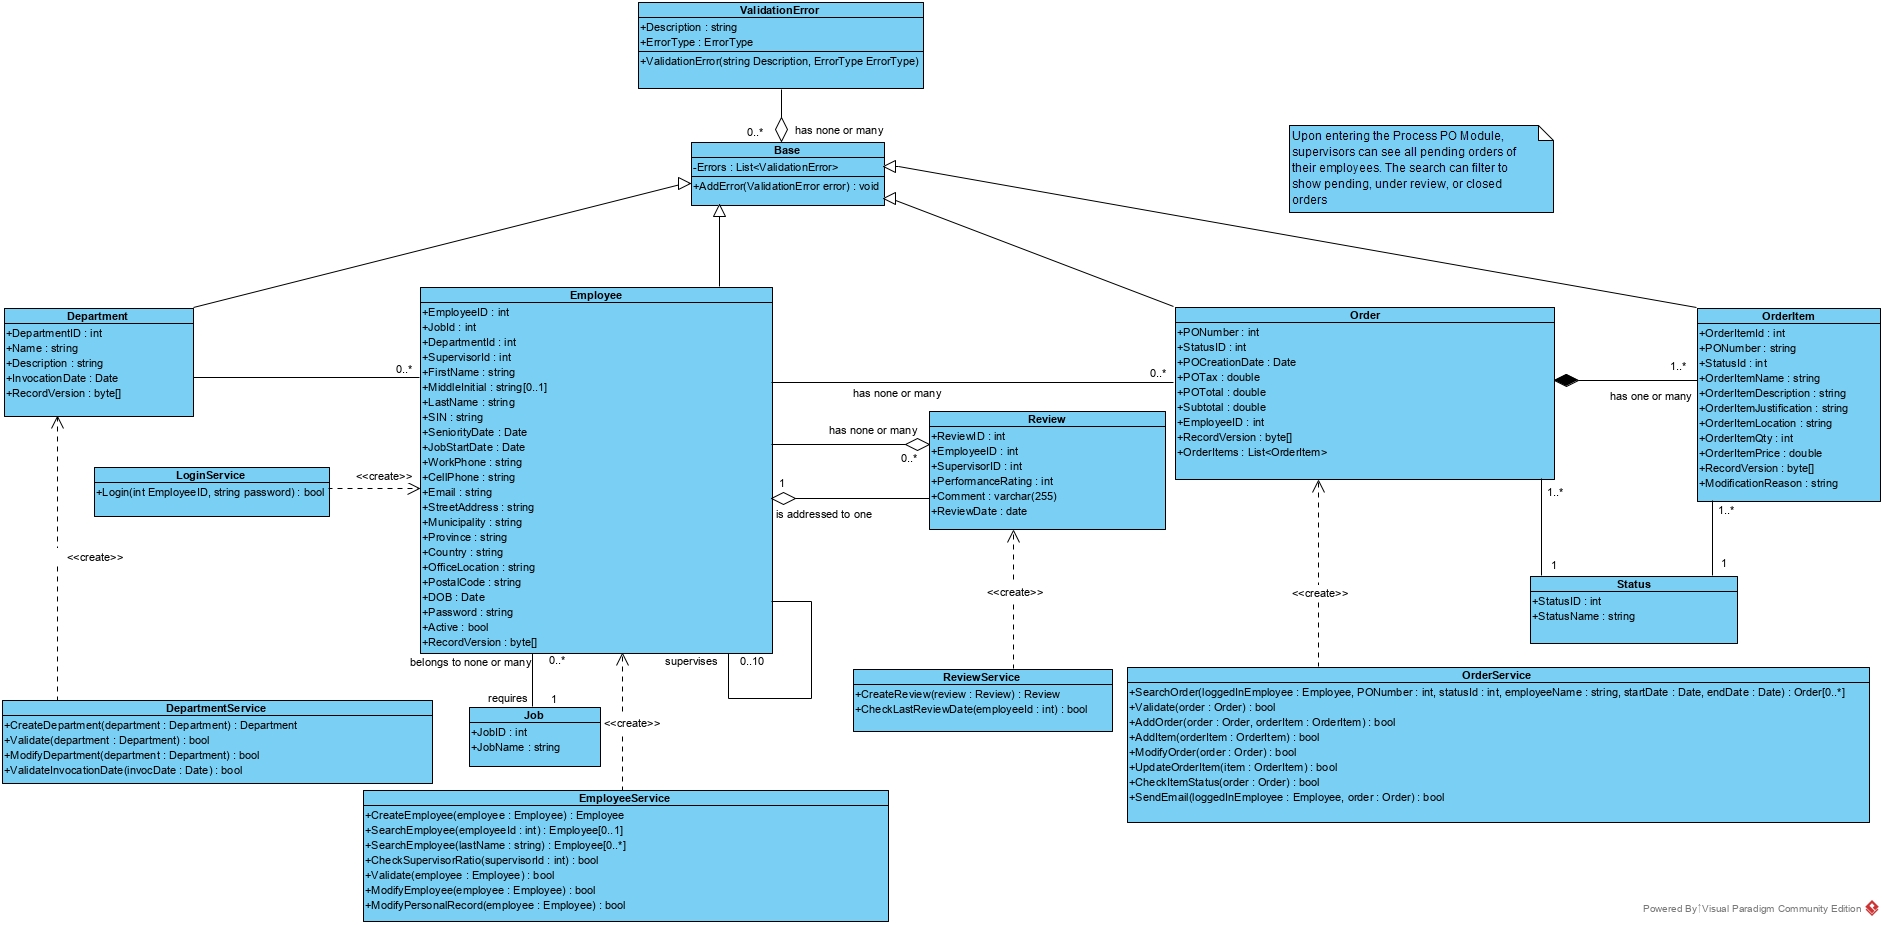 ValidationError
+Description : string
+ErrorType : ErrorType
+ValidationError(string Description, ErrorType ErrorType)
0..*
has none or many
Base
-Errors : List<ValidationError>
+AddError(ValidationError error) : void
Upon entering the Process PO Module,
supervisors can see all pending orders of
their employees. The search can filter to
show pending, under review, or closed
orders
Department
+DepartmentID : int
+Name : string
+Description : string
+InvocationDate : Date
+RecordVersion : byte[]
0..*
Employee
+EmployeeID : int
+JobId : int
+DepartmentId : int
+SupervisorId : int
+FirstName : string
+MiddleInitial : string[0..1]
+LastName : string
+SIN : string
+SeniorityDate : Date
+JobStartDate : Date
+WorkPhone : string
+CellPhone : string
+Email : string
+StreetAddress : string
+Municipality : string
+Province : string
+Country : string
+OfficeLocation : string
+PostalCode : string
+DOB : Date
+Password : string
+Active : bool
+RecordVersion : byte[]
0..*
has none or many
Order
+PONumber : int
+StatusID : int
+POCreationDate : Date
+POTax : double
+POTotal : double
+Subtotal : double
+EmployeeID : int
+RecordVersion : byte[]
+OrderItems : List<OrderItem>
1..*
has one or many
OrderItem
+OrderItemId : int
+PONumber : string
+StatusId : int
+OrderItemName : string
+OrderItemDescription : string
+OrderItemJustification : string
+OrderItemLocation : string
+OrderItemQty : int
+OrderItemPrice : double
+RecordVersion : byte[]
+ModificationReason : string
has none or many
0..*
1
is addressed to one
Review
+ReviewID : int
+EmployeeID : int
+SupervisorID : int
+PerformanceRating : int
+Comment : varchar(255)
+ReviewDate : date
LoginService
+Login(int EmployeeID, string password) : bool
<<create>>
<<create>>
<<create>>
<<create>>
1..*
1
1..*
1
Status
+StatusID : int
+StatusName : string
belongs to none or many
0..*
supervises
0..10
requires
1
<<create>>
Job
+JobID : int
+JobName : string
DepartmentService
+CreateDepartment(department : Department) : Department
+Validate(department : Department) : bool
+ModifyDepartment(department : Department) : bool
+ValidateInvocationDate(invocDate : Date) : bool
ReviewService
+CreateReview(review : Review) : Review
+CheckLastReviewDate(employeeId : int) : bool
OrderService
+SearchOrder(loggedInEmployee : Employee, PONumber : int, statusId : int, employeeName : string, startDate : Date, endDate : Date) : Order[0..*]
+Validate(order : Order) : bool
+AddOrder(order : Order, orderItem : OrderItem) : bool
+AddItem(orderItem : OrderItem) : bool
+ModifyOrder(order : Order) : bool
+UpdateOrderItem(item : OrderItem) : bool
+CheckItemStatus(order : Order) : bool
+SendEmail(loggedInEmployee : Employee, order : Order) : bool
EmployeeService
+CreateEmployee(employee : Employee) : Employee
+SearchEmployee(employeeId : int) : Employee[0..1]
+SearchEmployee(lastName : string) : Employee[0..*]
+CheckSupervisorRatio(supervisorId : int) : bool
+Validate(employee : Employee) : bool
+ModifyEmployee(employee : Employee) : bool
+ModifyPersonalRecord(employee : Employee) : bool
Powered By Visual Paradigm Community Edition